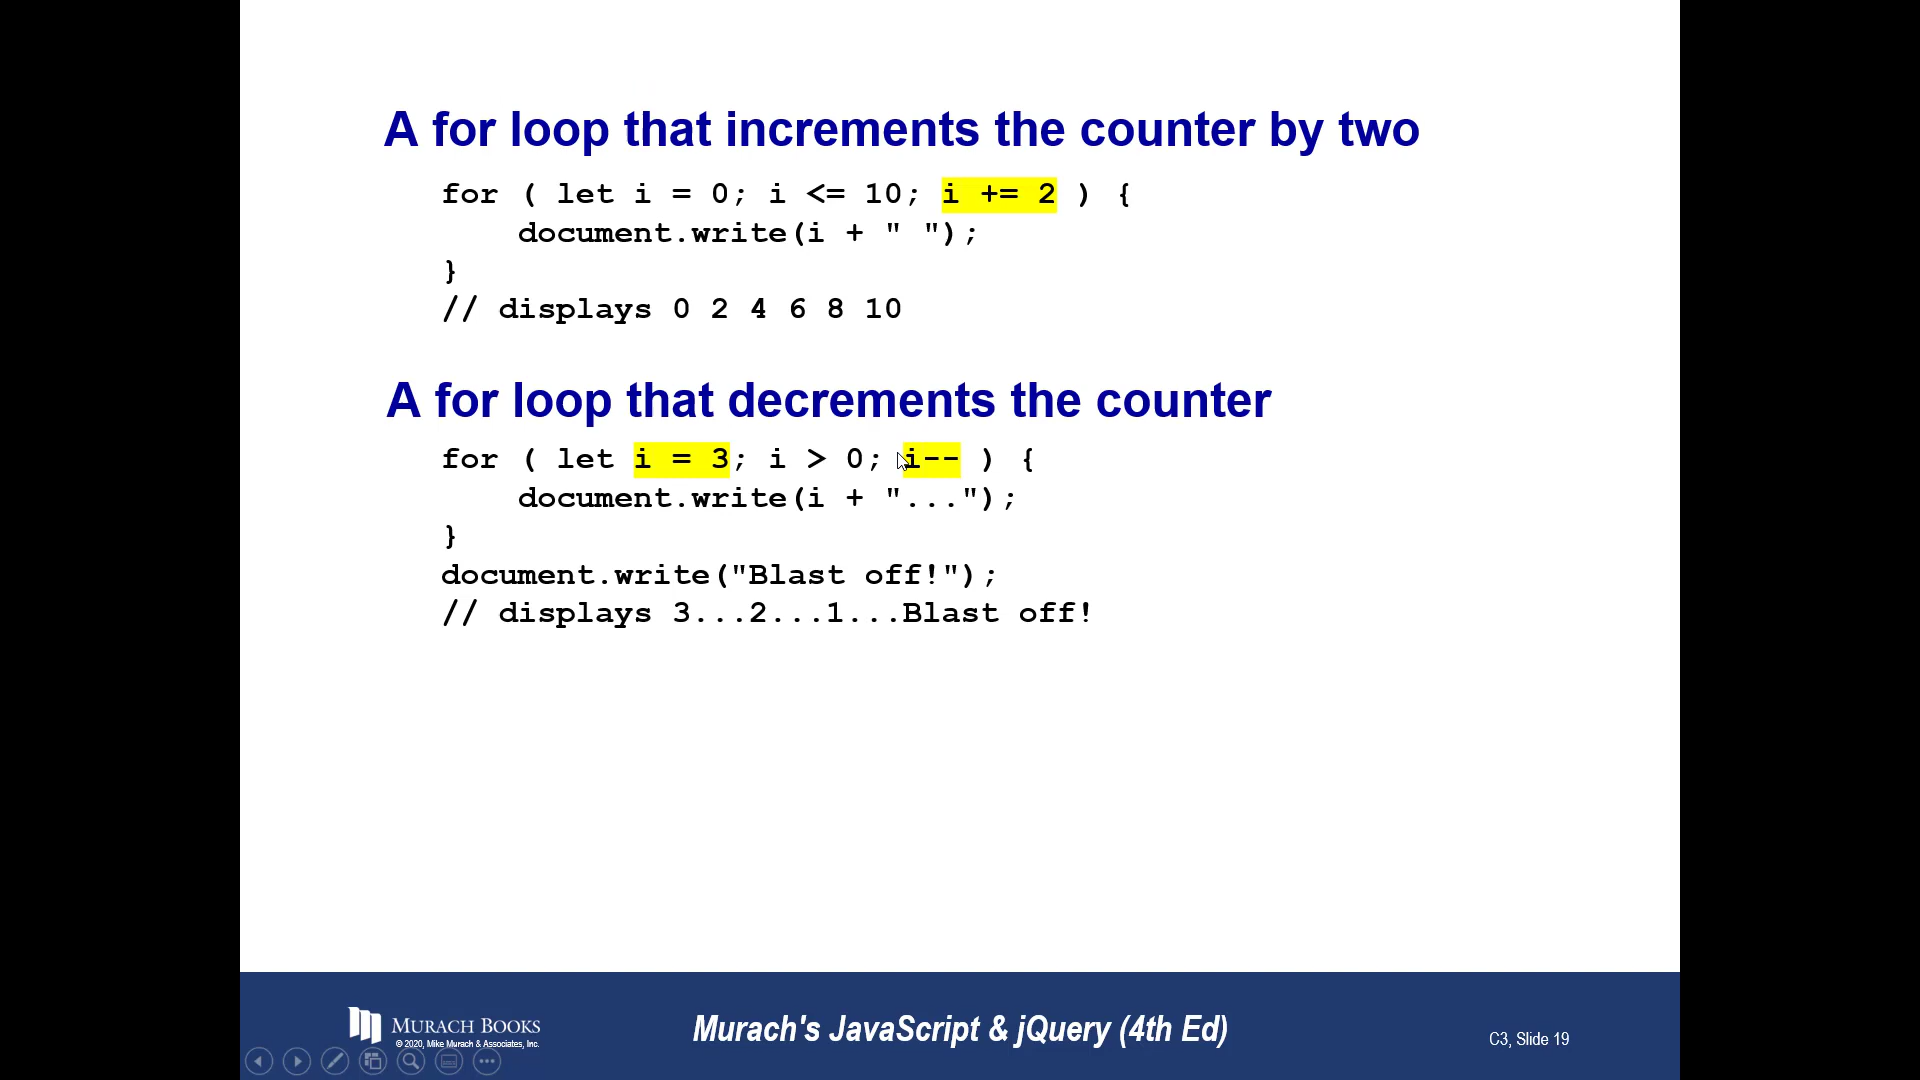 A for loop that increments the counter by two
for ( let i = 0; i <= 10; i += 2 ) {
    document.write(i + " ");
}
// displays 0 2 4 6 8 10
A for loop that decrements the counter
for ( let i = 3; i > 0; i-- ) {
    document.write(i + "...");
}
document.write("Blast off!");
// displays 3...2...1...Blast off!
MURACH BOOKS
© 2020, Mike Murach & Associates, Inc.
Murach's JavaScript & jQuery (4th Ed)
C3, Slide 19